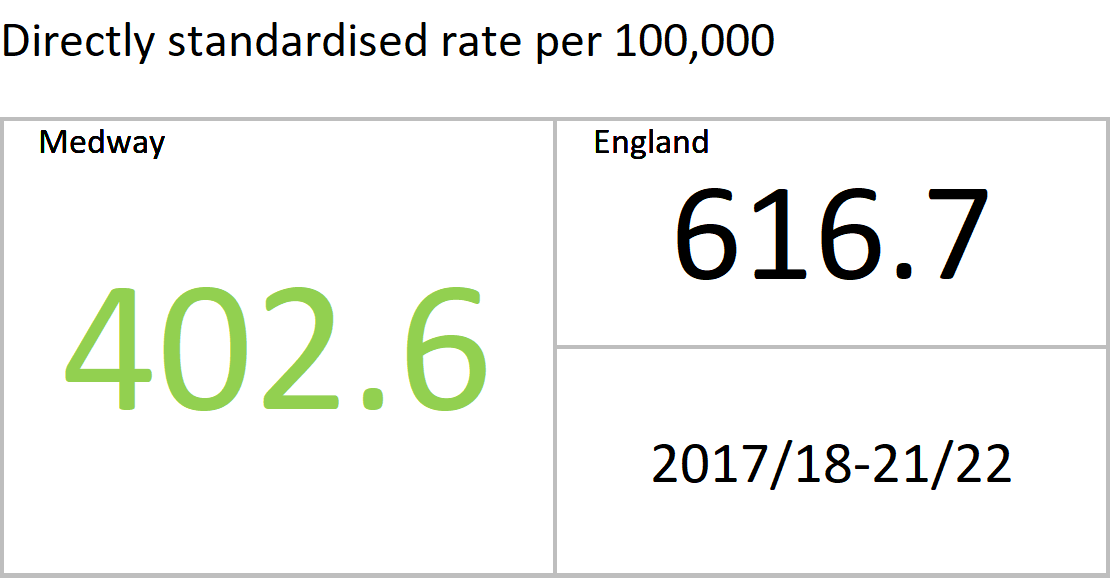 Directly standardised rate per 100,000
Medway
402.6
England
616.7
2017/18-21/22